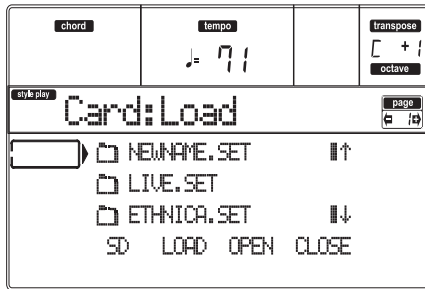 chord tempo transpose
♩= 71 C +1
octave
style play Card:Load page
1
NEWNAME.SET
LIVE.SET
ETHNICA.SET
SD LOAD OPEN CLOSE